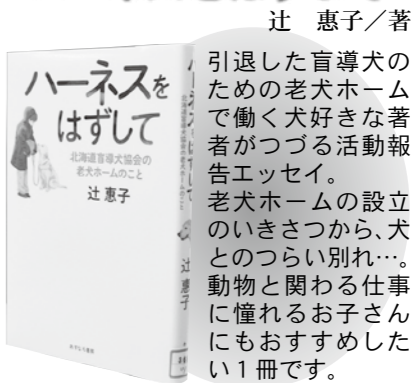 辻　惠子／著
引退した盲導犬の
ための老犬ホーム
で働く犬好きな著
者がつづる活動報
告エッセイ。
老犬ホームの設立
のいきさつから、犬
とのつらい別れ…。
動物と関わる仕事
に憧れるお子さん
にもおすすめした
い１冊です。
ハーネスを
はずして
北海道盲導犬協会の
老犬ホームのこと
辻 惠子